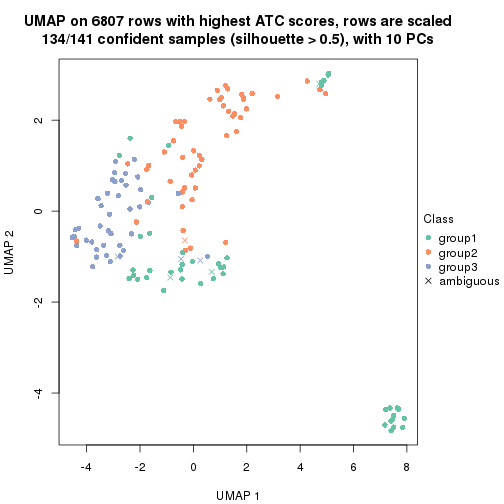 UMAP on 6807 rows with highest ATC scores, rows are scaled
134/141 confident samples (silhouette > 0.5), with 10 PCs
2
0
-2
-4
UMAP 2
-4
-2
0
2
4
6
8
UMAP 1
Class
group1
group2
group3
ambiguous